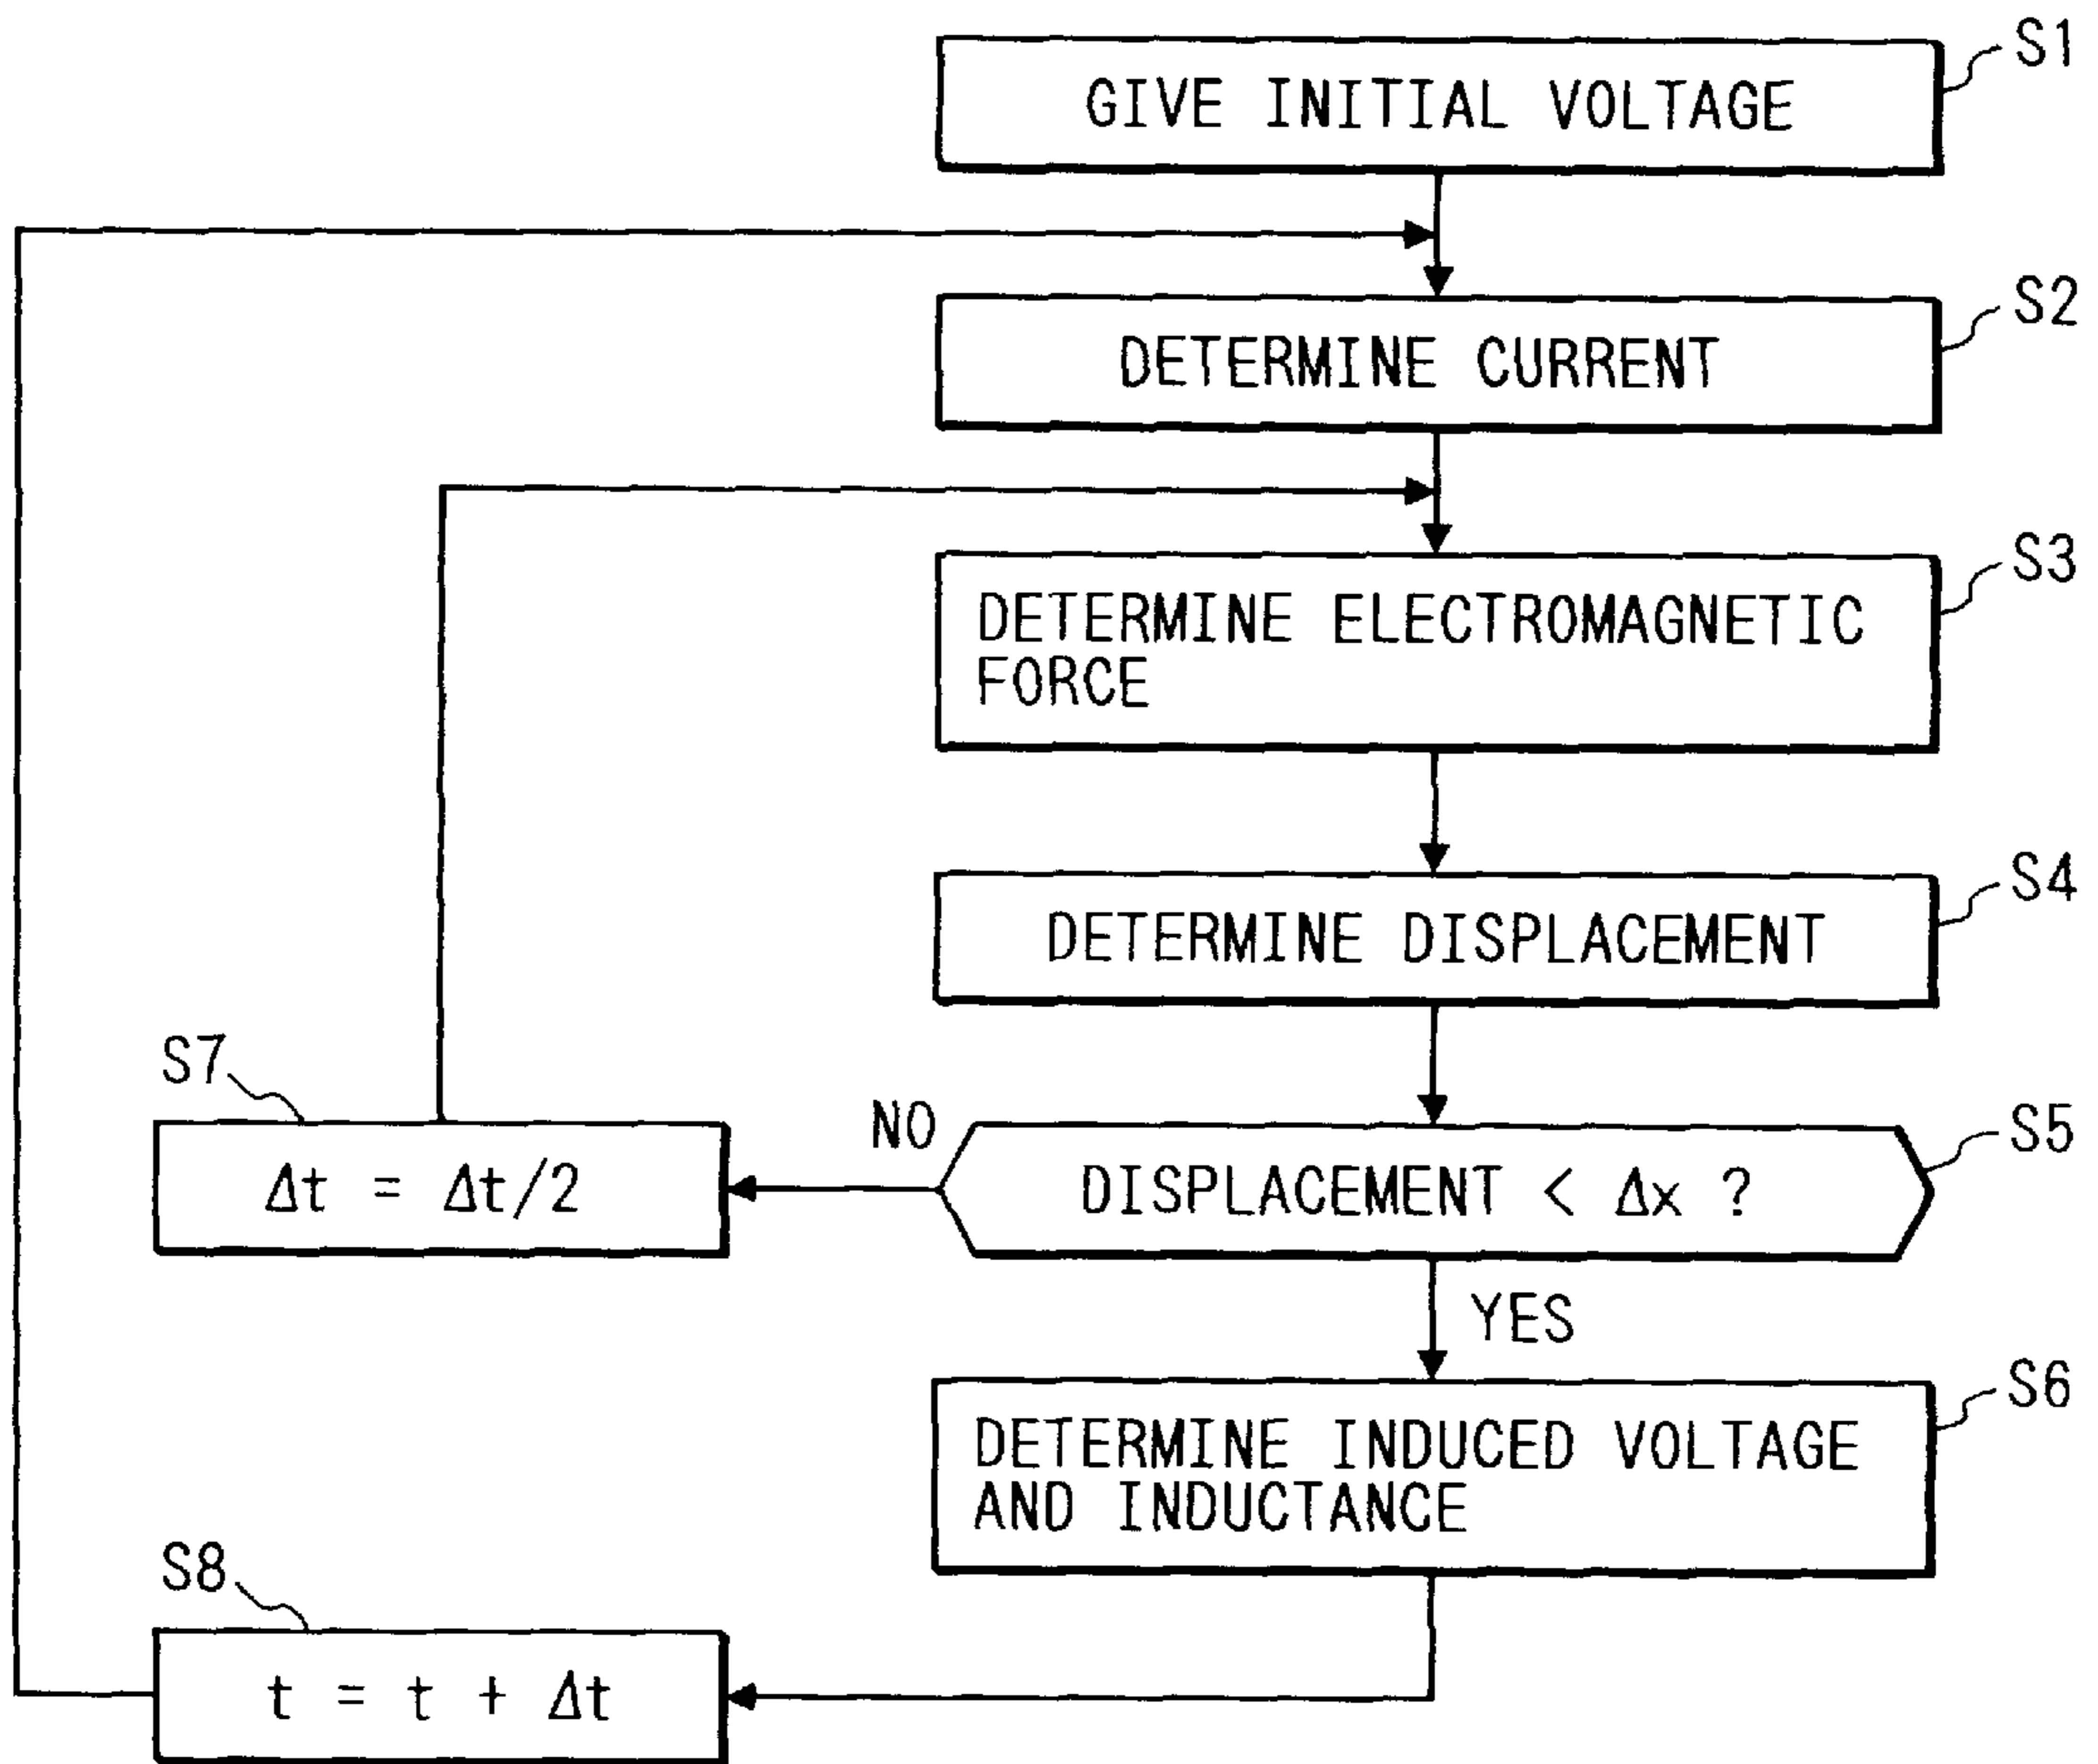 GIVE INITIAL VOLTAGE
S1
DETERMINE CURRENT
S2
DETERMINE ELECTROMAGNETIC
FORCE
S3
DETERMINE DISPLACEMENT
S4
DISPLACEMENT < Δx ?
S5
NO
S7
Δt = Δt/2
YES
DETERMINE INDUCED VOLTAGE
AND INDUCTANCE
S6
S8
t = t + Δt